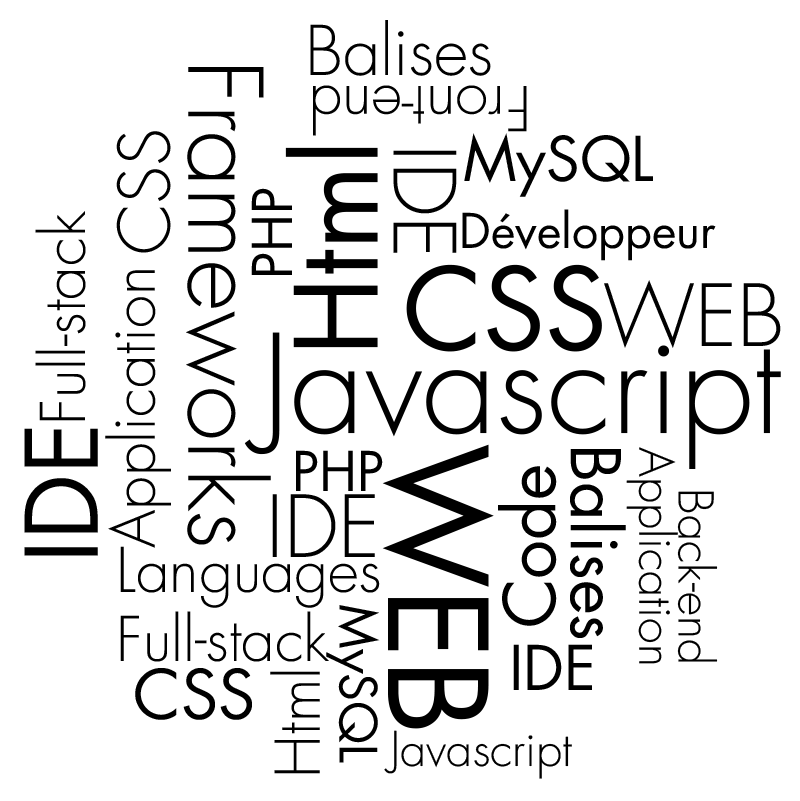 Balises
Front-end
Frameworks
Application CSS
Html
IDE
MySQL
PHP
Développeur
Full-stack
CSS
WEB
Javascript
IDE
PHP
WEB
Code
Balises
Application
Back-end
IDE
Languages
Full-stack
MySQL
IDE
CSS
Html
Javascript